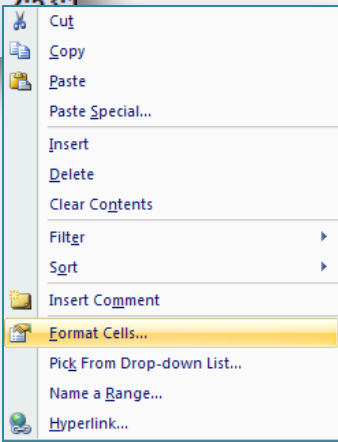 Cut
Copy
Paste
Paste Special...
Insert
Delete
Clear Contents
Filter
Sort
Insert Comment
Format Cells...
Pick From Drop-down List...
Name a Range...
Hyperlink...